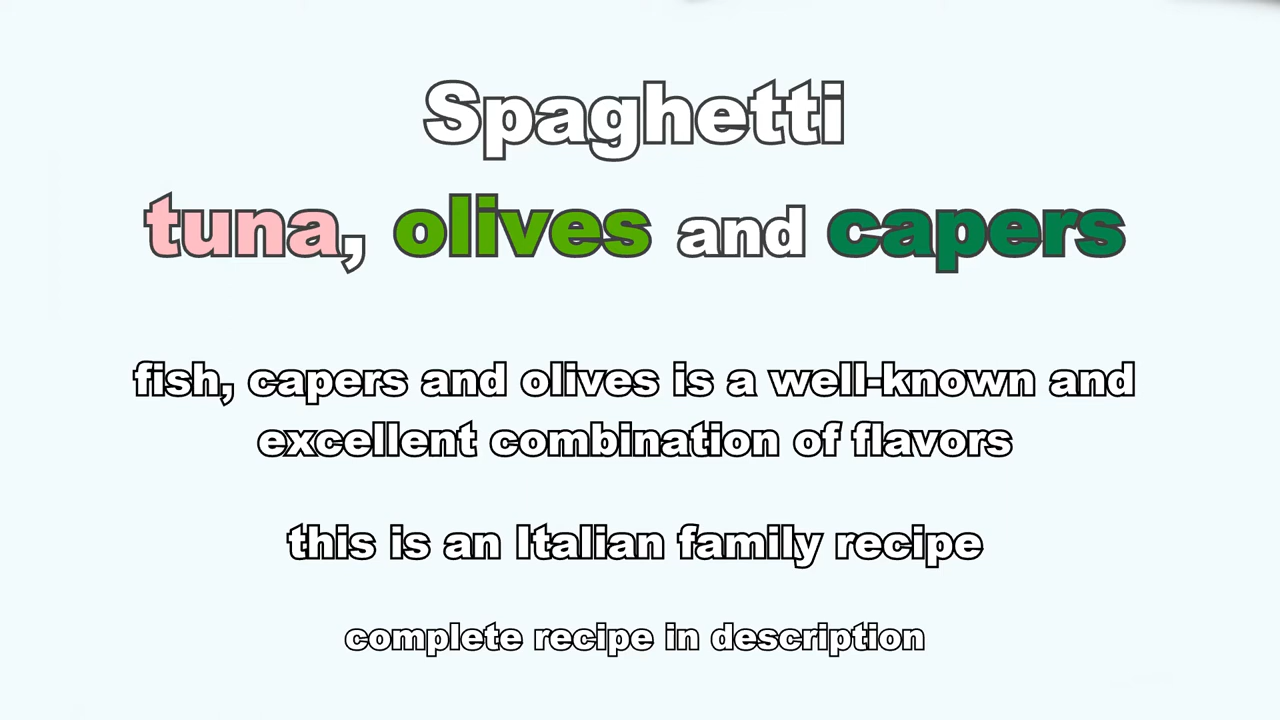 Spaghetti
tuna, olives and capers
fish, capers and olives is a well-known and
excellent combination of flavors
this is an Italian family recipe
complete recipe in description